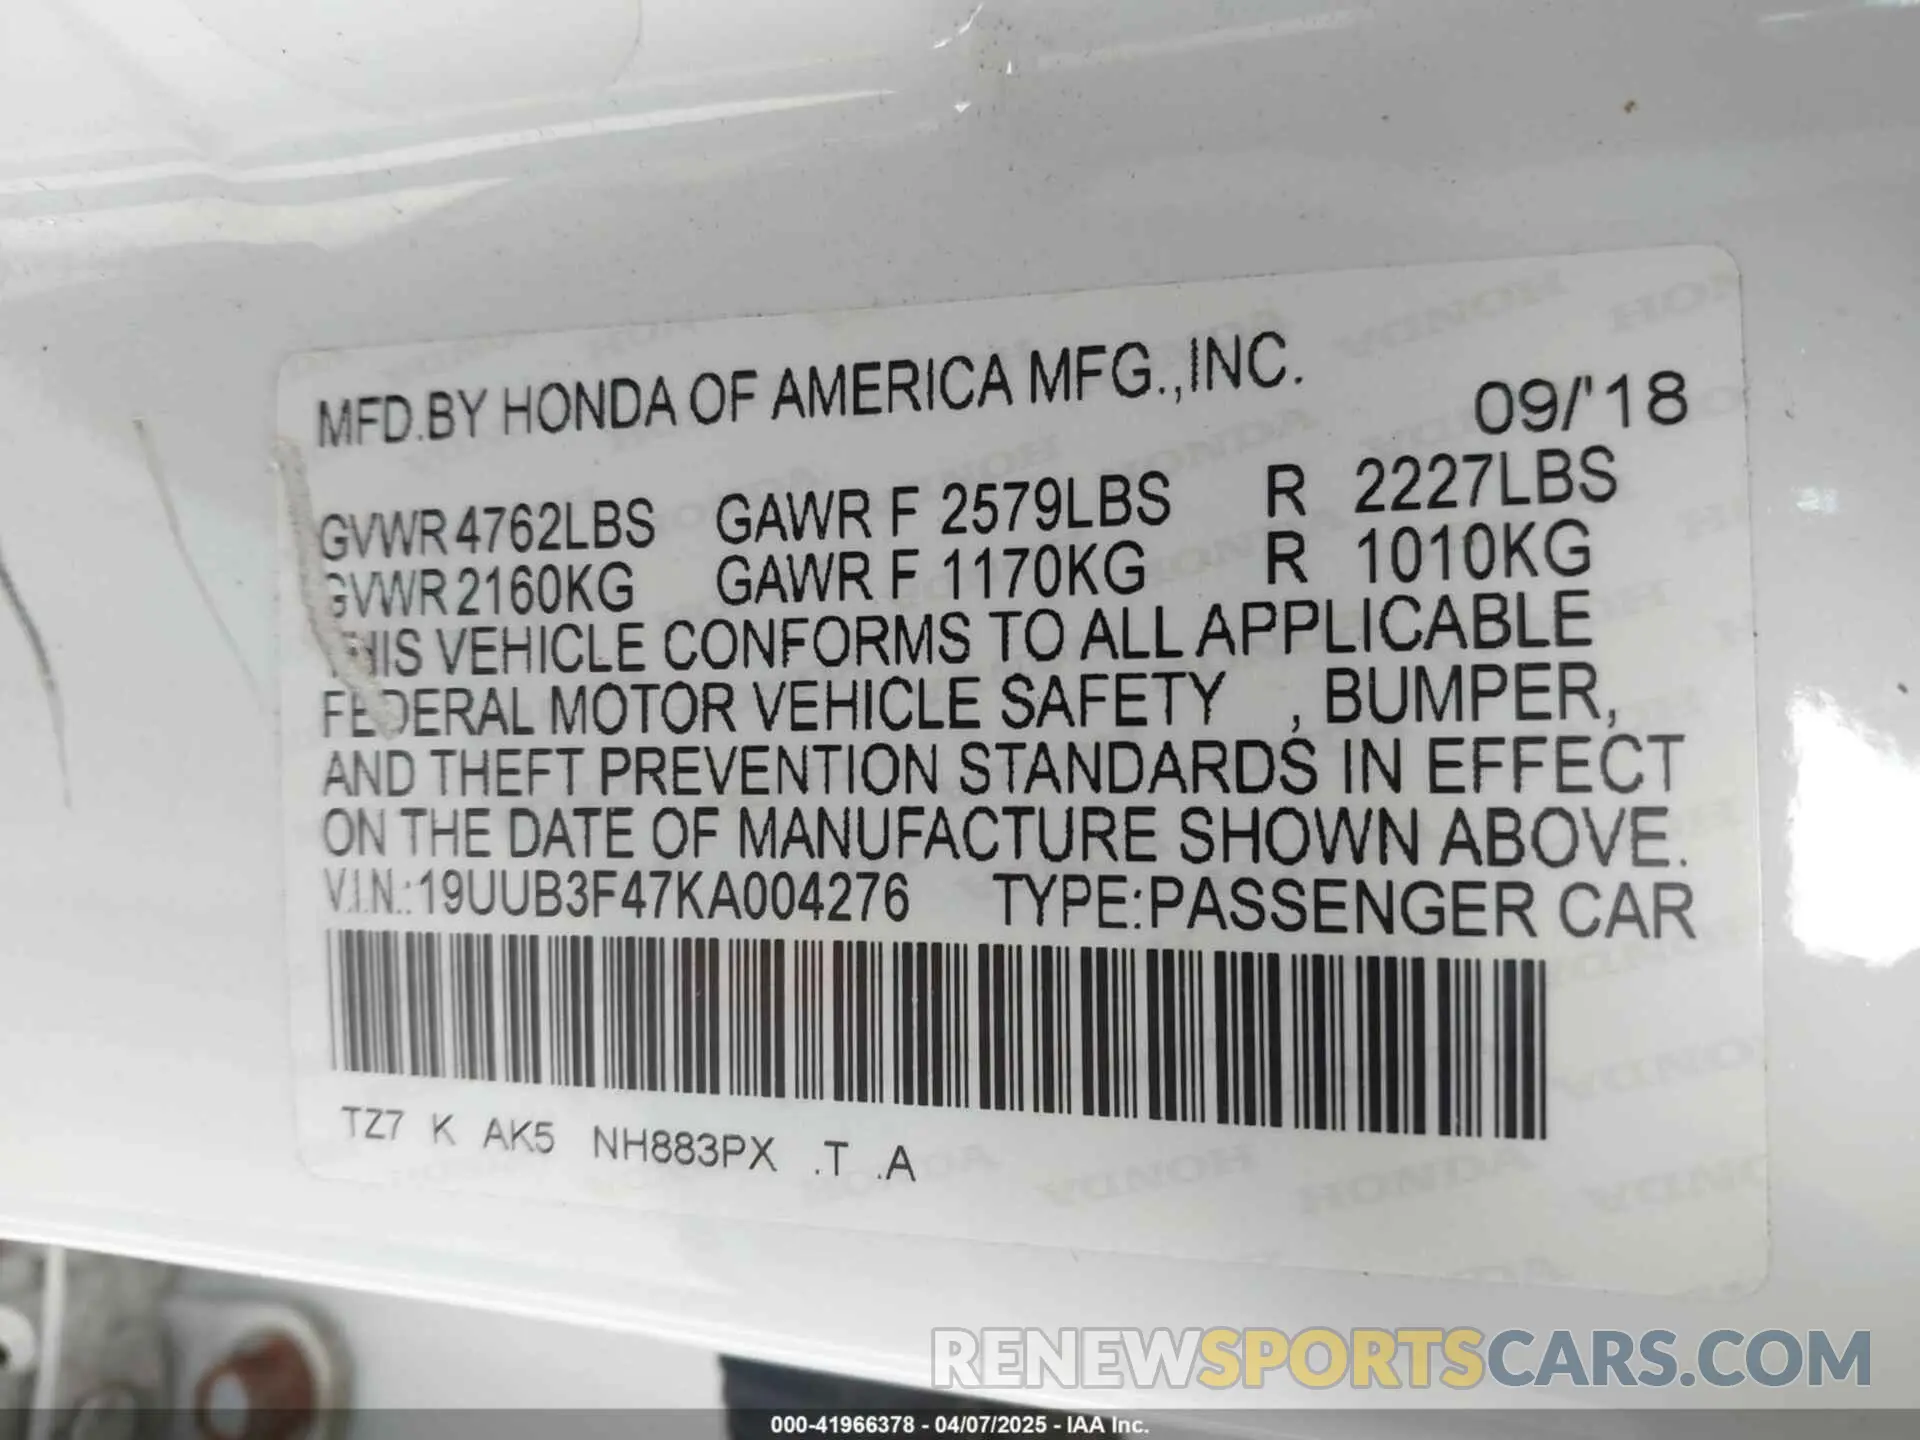 MFD.BY HONDA OF AMERICA MFG.,INC. 09/'18
GVWR 4762LBS GAWR F 2579LBS R 2227LBS
GVWR 2160KG GAWR F 1170KG R 1010KG
THIS VEHICLE CONFORMS TO ALL APPLICABLE
FEDERAL MOTOR VEHICLE SAFETY , BUMPER,
AND THEFT PREVENTION STANDARDS IN EFFECT
ON THE DATE OF MANUFACTURE SHOWN ABOVE.
V.I.N.:19UUB3F47KA004276 TYPE:PASSENGER CAR
TZ7 K AK5 NH883PX .T .A
RENEWSPORTSCARS.COM
000-41966378 - 04/07/2025 - IAA Inc.